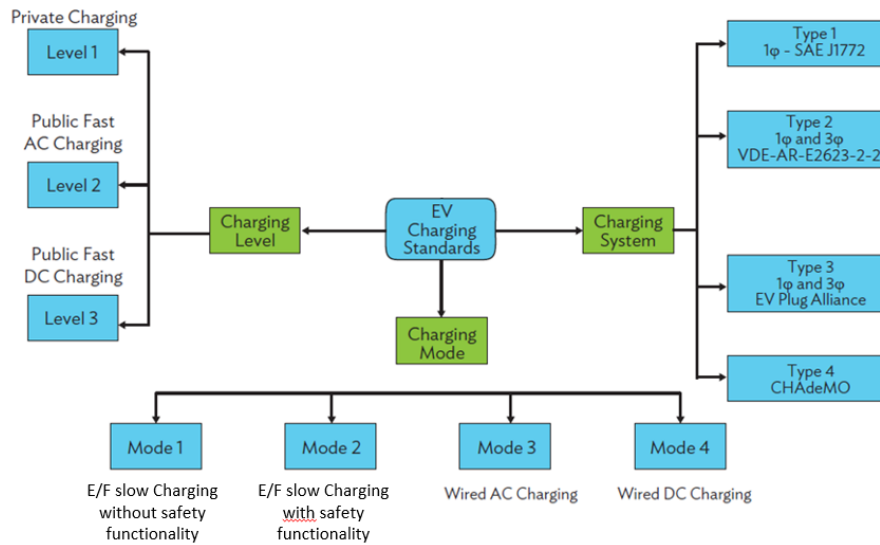 Private Charging
Level 1
Public Fast
AC Charging
Level 2
Public Fast
DC Charging
Level 3
Charging
Level
EV
Charging
Standards
Charging
System
Charging
Mode
Type 1
1φ - SAE J1772
Type 2
1φ and 3φ
VDE-AR-E2623-2-2
Type 3
1φ and 3φ
EV Plug Alliance
Type 4
CHAdeMO
Mode 1
E/F slow Charging
without safety
functionality
Mode 2
E/F slow Charging
with safety
functionality
Mode 3
Wired AC Charging
Mode 4
Wired DC Charging